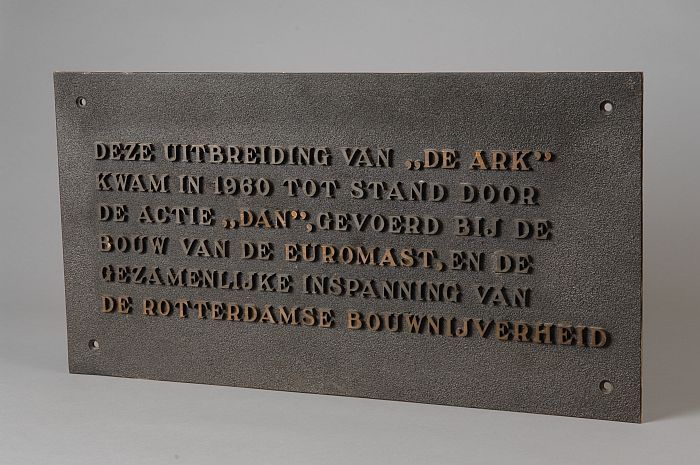 DEZE UITBREIDING VAN „DE ARK”
KWAM IN 1960 TOT STAND DOOR
DE ACTIE „DAN”, GEVOERD BIJ DE
BOUW VAN DE EUROMAST, EN DE
GEZAMENLIJKE INSPANNING VAN
DE ROTTERDAMSE BOUWNIJVERHEID